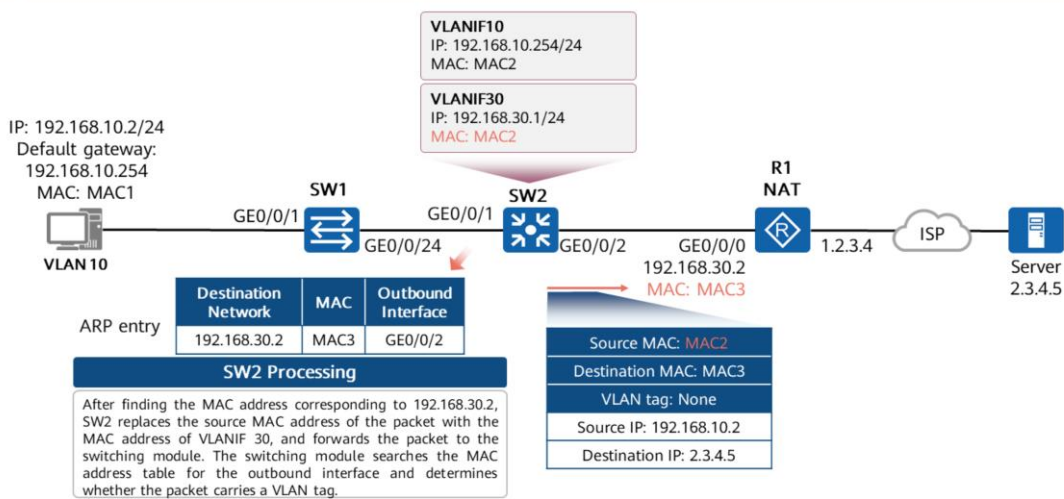 VLANIF10
IP: 192.168.10.254/24
MAC: MAC2
VLANIF30
IP: 192.168.30.1/24
MAC: MAC2
IP: 192.168.10.2/24
Default gateway:
192.168.10.254
MAC: MAC1
VLAN 10
SW1
GE0/0/1
GE0/0/24
SW2
GE0/0/1
GE0/0/2
R1
NAT
GE0/0/0
192.168.30.2
MAC: MAC3
R
1.2.3.4
ISP
Server
2.3.4.5
ARP entry
Destination Network MAC Outbound Interface
192.168.30.2 MAC3 GE0/0/2
SW2 Processing
After finding the MAC address corresponding to 192.168.30.2,
SW2 replaces the source MAC address of the packet with the
MAC address of VLANIF 30, and forwards the packet to the
switching module. The switching module searches the MAC
address table for the outbound interface and determines
whether the packet carries a VLAN tag.
Source MAC: MAC2
Destination MAC: MAC3
VLAN tag: None
Source IP: 192.168.10.2
Destination IP: 2.3.4.5